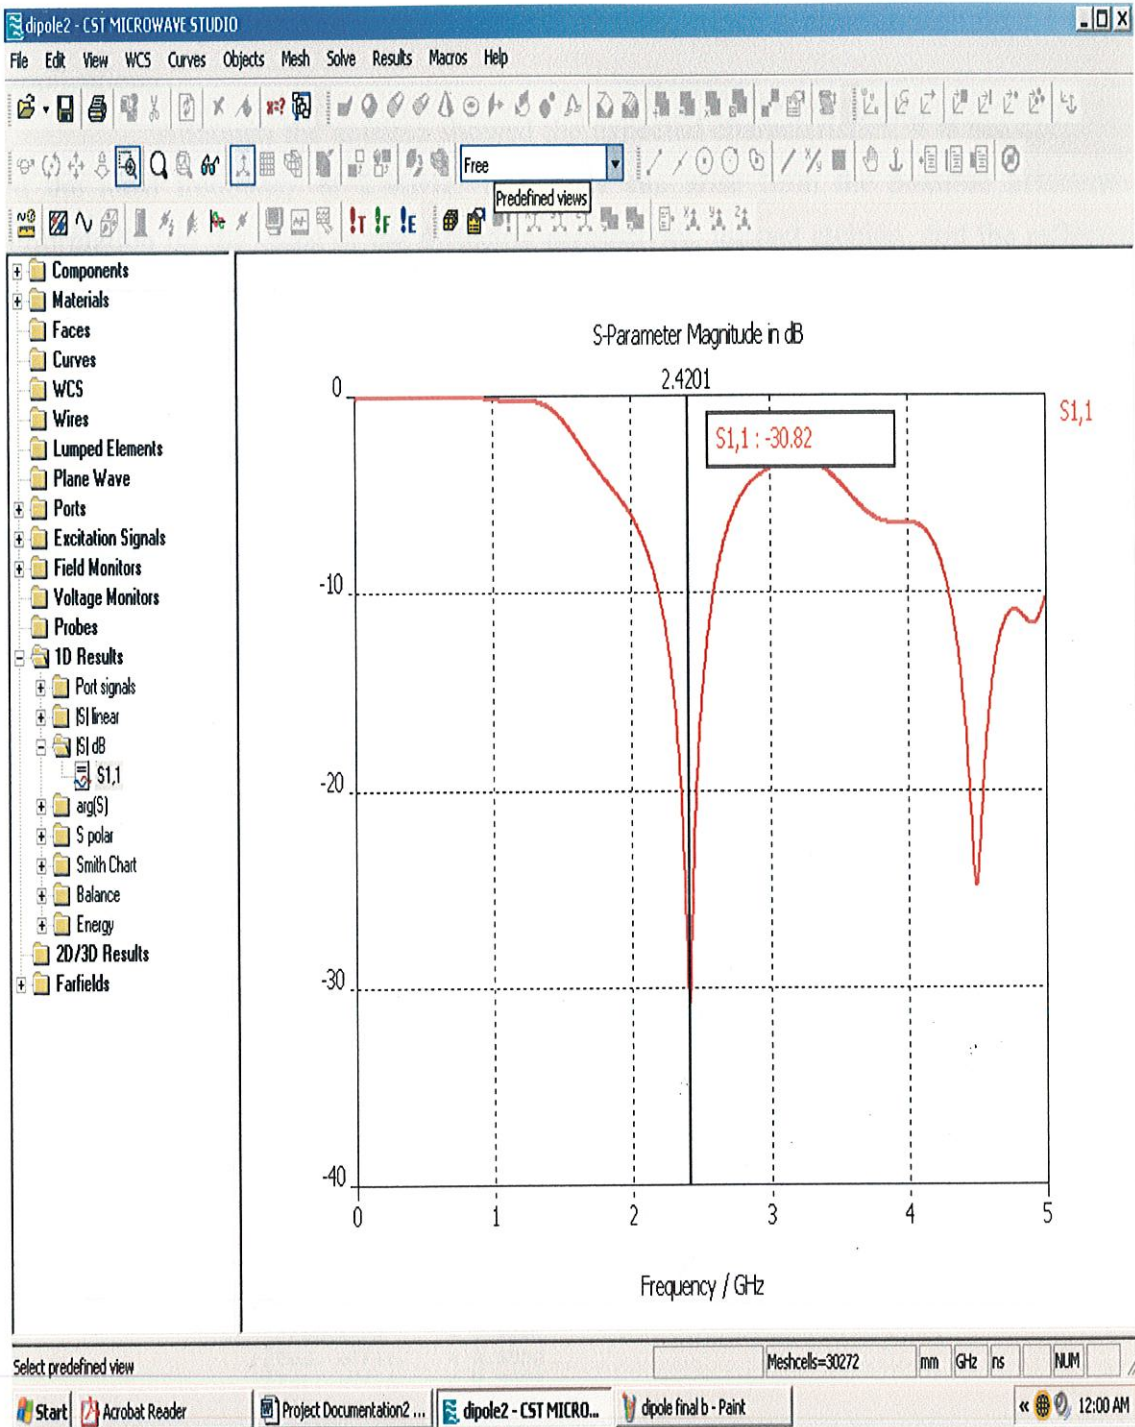 dipole2 - CST MICROWAVE STUDIO
File Edit View WCS Curves Objects Mesh Solve Results Macros Help
Free
Predefined views
Components
Materials
Faces
Curves
WCS
Wires
Lumped Elements
Plane Wave
Ports
Excitation Signals
Field Monitors
Voltage Monitors
Probes
1D Results
Port signals
|S| linear
|S| dB
S1,1
arg(S)
S polar
Smith Chart
Balance
Energy
2D/3D Results
Farfields
S-Parameter Magnitude in dB
2.4201
S1,1 : -30.82
S1,1
0
-10
-20
-30
-40
0 1 2 3 4 5
Frequency / GHz
Select predefined view
Meshcells=30272 mm GHz ns NUM
Start Acrobat Reader Project Documentation2 ... dipole2 - CST MICRO... dipole final b - Paint « 12:00 AM